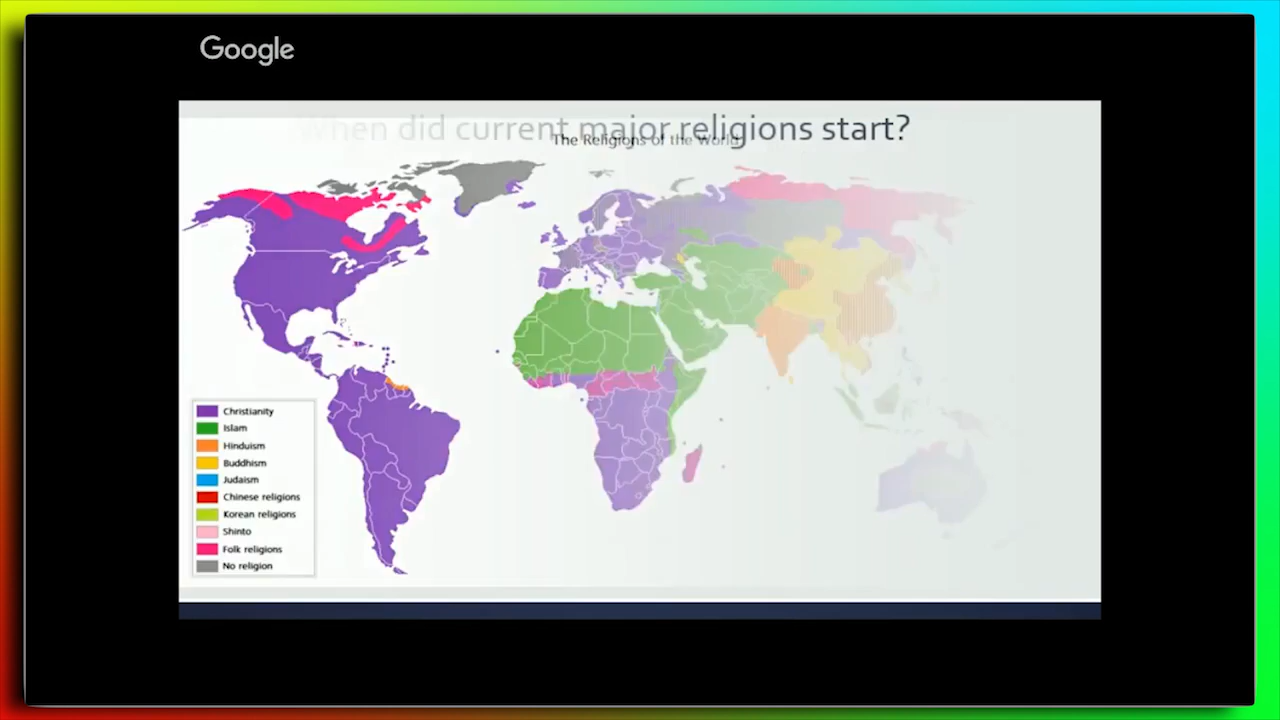 Google
When did current major religions start?
The Religions of the World
Christianity
Islam
Hinduism
Buddhism
Judaism
Chinese religions
Korean religions
Shinto
Folk religions
No religion